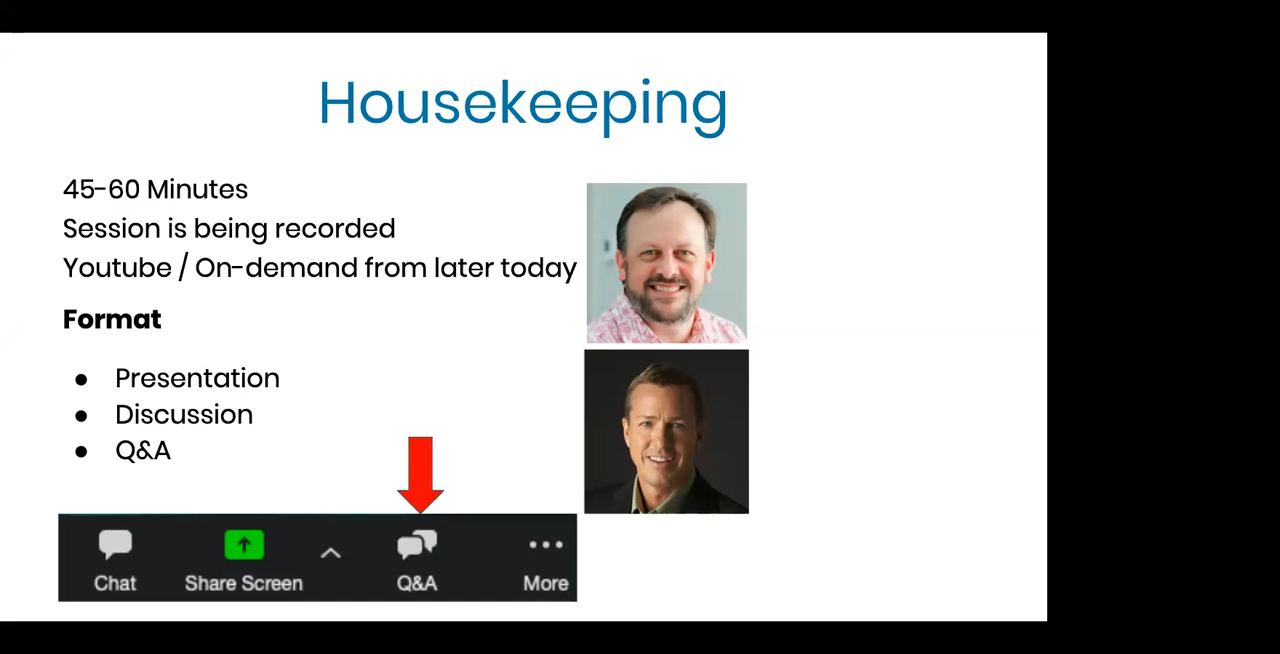 Housekeeping
45-60 Minutes
Session is being recorded
Youtube / On-demand from later today
Format
● Presentation
● Discussion
● Q&A
Chat
Share Screen
Q&A
More